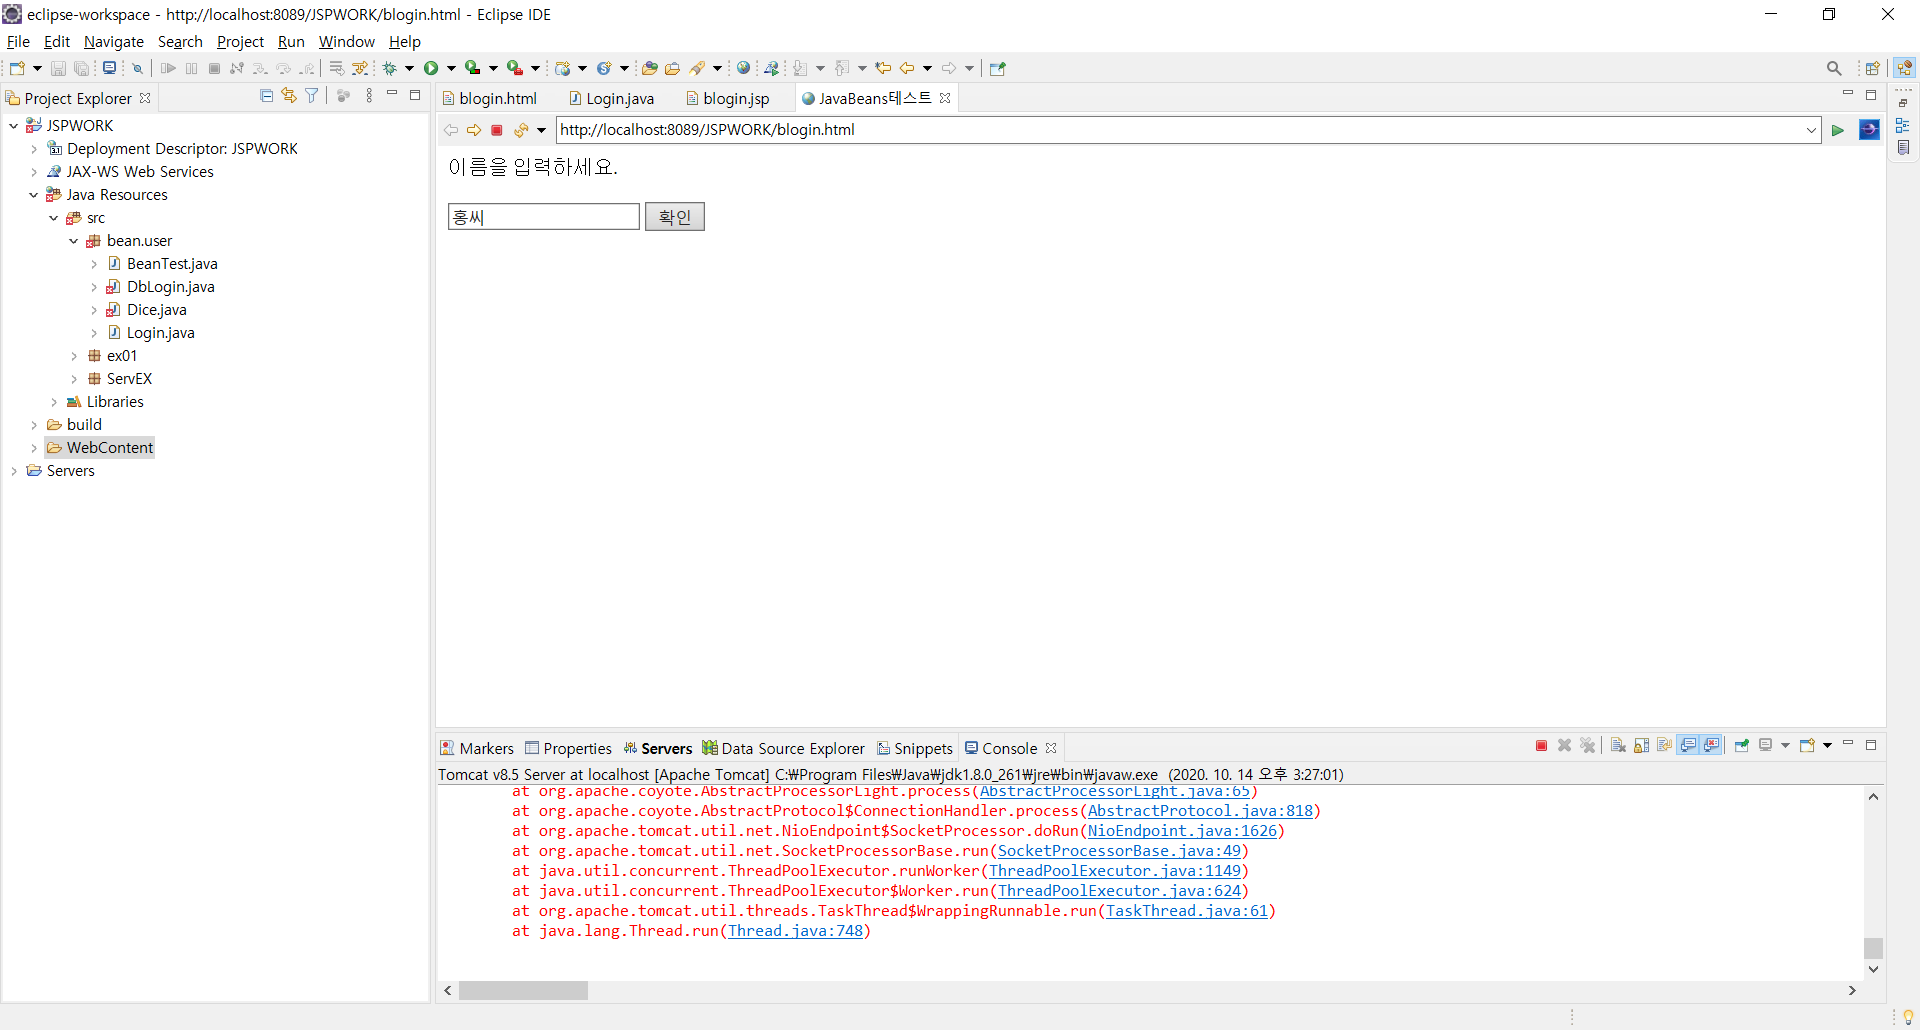 eclipse-workspace - http://localhost:8089/JSPWORK/blogin.html - Eclipse IDE
File Edit Navigate Search Project Run Window Help
Project Explorer
JSPWORK
Deployment Descriptor: JSPWORK
JAX-WS Web Services
Java Resources
src
bean.user
BeanTest.java
DbLogin.java
Dice.java
Login.java
ex01
ServEX
Libraries
build
WebContent
Servers
blogin.html Login.java blogin.jsp JavaBeans테스트
http://localhost:8089/JSPWORK/blogin.html
이름을 입력하세요.
홍씨 확인
Markers Properties Servers Data Source Explorer Snippets Console
Tomcat v8.5 Server at localhost [Apache Tomcat] C:₩Program Files₩Java₩jdk1.8.0_261₩jre₩bin₩javaw.exe (2020. 10. 14 오후 3:27:01)
at org.apache.coyote.AbstractProcessorLight.process(AbstractProcessorLight.java:65)
at org.apache.coyote.AbstractProtocol$ConnectionHandler.process(AbstractProtocol.java:818)
at org.apache.tomcat.util.net.NioEndpoint$SocketProcessor.doRun(NioEndpoint.java:1626)
at org.apache.tomcat.util.net.SocketProcessorBase.run(SocketProcessorBase.java:49)
at java.util.concurrent.ThreadPoolExecutor.runWorker(ThreadPoolExecutor.java:1149)
at java.util.concurrent.ThreadPoolExecutor$Worker.run(ThreadPoolExecutor.java:624)
at org.apache.tomcat.util.threads.TaskThread$WrappingRunnable.run(TaskThread.java:61)
at java.lang.Thread.run(Thread.java:748)